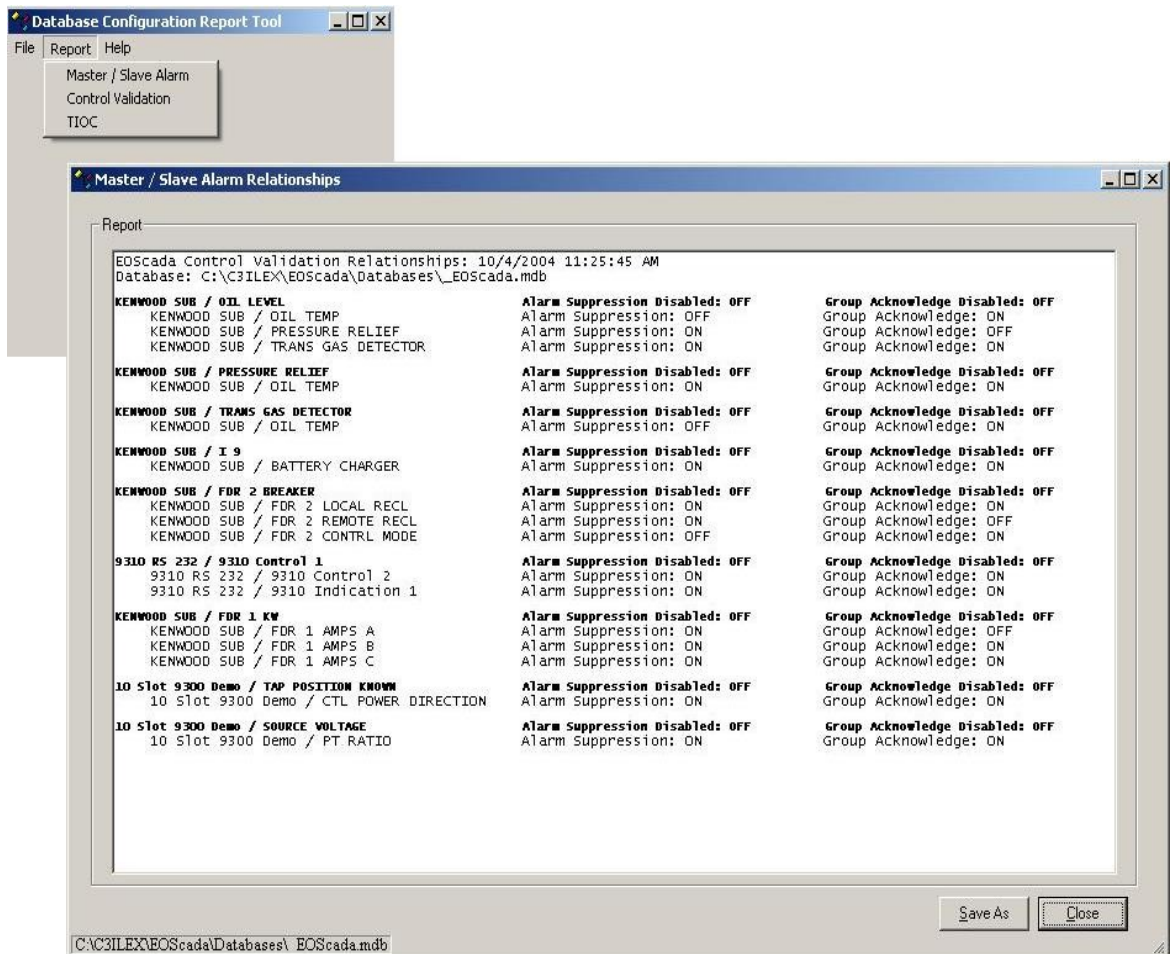 Database Configuration Report Tool
File Report Help
Master / Slave Alarm
Control Validation
TIOC
Master / Slave Alarm Relationships
Report
EOScada Control Validation Relationships: 10/4/2004 11:25:45 AM
Database: C:\C3ILEX\EOScada\Databases\_EOScada.mdb
KENWOOD SUB / OIL LEVEL Alarm Suppression Disabled: OFF Group Acknowledge Disabled: OFF
KENWOOD SUB / OIL TEMP Alarm Suppression: OFF Group Acknowledge: ON
KENWOOD SUB / PRESSURE RELIEF Alarm Suppression: ON Group Acknowledge: OFF
KENWOOD SUB / TRANS GAS DETECTOR Alarm Suppression: ON Group Acknowledge: ON
KENWOOD SUB / PRESSURE RELIEF Alarm Suppression Disabled: OFF Group Acknowledge Disabled: OFF
KENWOOD SUB / OIL TEMP Alarm Suppression: ON Group Acknowledge: ON
KENWOOD SUB / TRANS GAS DETECTOR Alarm Suppression Disabled: OFF Group Acknowledge Disabled: OFF
KENWOOD SUB / OIL TEMP Alarm Suppression: OFF Group Acknowledge: ON
KENWOOD SUB / I 9 Alarm Suppression Disabled: OFF Group Acknowledge Disabled: OFF
KENWOOD SUB / BATTERY CHARGER Alarm Suppression: ON Group Acknowledge: ON
KENWOOD SUB / FDR 2 BREAKER Alarm Suppression Disabled: OFF Group Acknowledge Disabled: OFF
KENWOOD SUB / FDR 2 LOCAL RECL Alarm Suppression: ON Group Acknowledge: ON
KENWOOD SUB / FDR 2 REMOTE RECL Alarm Suppression: ON Group Acknowledge: OFF
KENWOOD SUB / FDR 2 CONTRL MODE Alarm Suppression: OFF Group Acknowledge: ON
9310 RS 232 / 9310 Control 1 Alarm Suppression Disabled: OFF Group Acknowledge Disabled: OFF
9310 RS 232 / 9310 Control 2 Alarm Suppression: ON Group Acknowledge: ON
9310 RS 232 / 9310 Indication 1 Alarm Suppression: ON Group Acknowledge: ON
KENWOOD SUB / FDR 1 KW Alarm Suppression Disabled: OFF Group Acknowledge Disabled: OFF
KENWOOD SUB / FDR 1 AMPS A Alarm Suppression: ON Group Acknowledge: OFF
KENWOOD SUB / FDR 1 AMPS B Alarm Suppression: ON Group Acknowledge: ON
KENWOOD SUB / FDR 1 AMPS C Alarm Suppression: ON Group Acknowledge: ON
10 Slot 9300 Demo / TAP POSITION KNOWN Alarm Suppression Disabled: OFF Group Acknowledge Disabled: OFF
10 Slot 9300 Demo / CTL POWER DIRECTION Alarm Suppression: ON Group Acknowledge: ON
10 Slot 9300 Demo / SOURCE VOLTAGE Alarm Suppression Disabled: OFF Group Acknowledge Disabled: OFF
10 Slot 9300 Demo / PT RATIO Alarm Suppression: ON Group Acknowledge: ON
Save As Close
C:\C3ILEX\EOScada\Databases\_EOScada.mdb